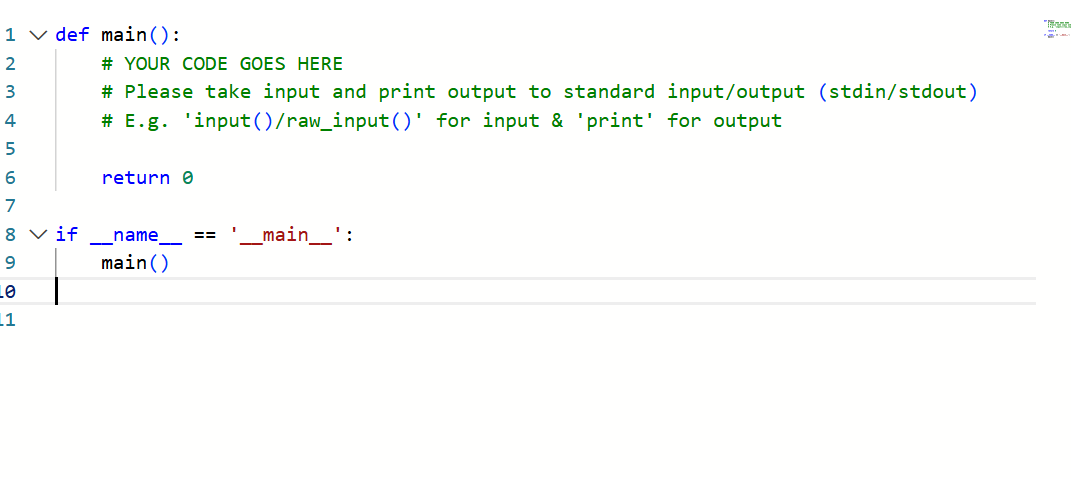 1 def main():
2 # YOUR CODE GOES HERE
3 # Please take input and print output to standard input/output (stdin/stdout)
4 # E.g. 'input()/raw_input()' for input & 'print' for output
5
6 return 0
7
8 if __name__ == '__main__':
9 main()
10
11